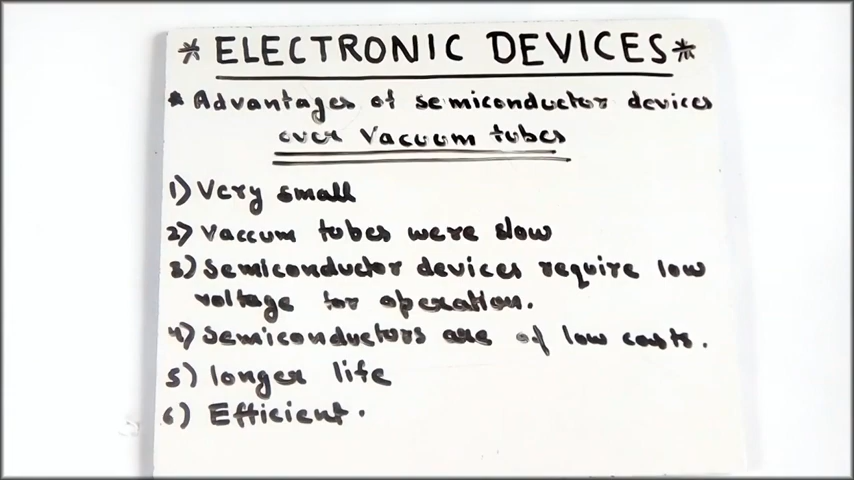 * ELECTRONIC DEVICES *
* Advantages of semiconductor devices
over Vacuum tubes
1) Very small
2) Vaccum tubes were slow
3) Semiconductor devices require low
voltage for operation.
4) Semiconductors are of low costs.
5) longer life
6) Efficient.